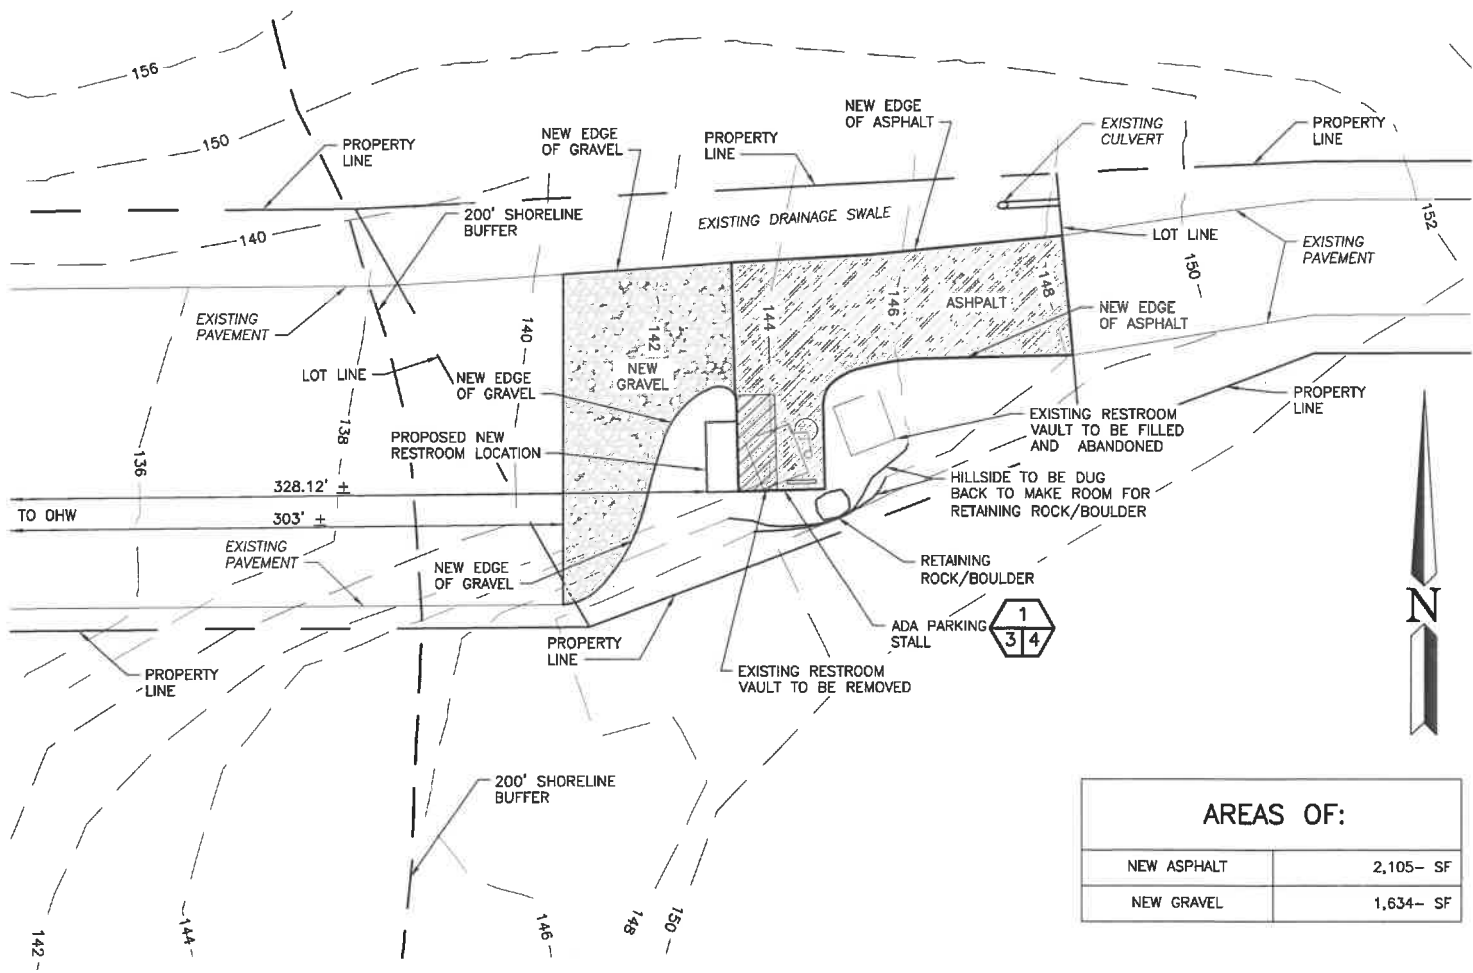 156
150
PROPERTY
LINE
NEW EDGE
OF GRAVEL
PROPERTY
LINE
NEW EDGE
OF ASPHALT
EXISTING
CULVERT
PROPERTY
LINE
200' SHORELINE
BUFFER
140
EXISTING DRAINAGE SWALE
LOT LINE
EXISTING
PAVEMENT
152
150
EXISTING
PAVEMENT
140
142
NEW
GRAVEL
144
146
ASHPALT
148
NEW EDGE
OF ASPHALT
LOT LINE
NEW EDGE
OF GRAVEL
PROPERTY
LINE
138
136
PROPOSED NEW
RESTROOM LOCATION
EXISTING RESTROOM
VAULT TO BE FILLED
AND ABANDONED
HILLSIDE TO BE DUG
BACK TO MAKE ROOM FOR
RETAINING ROCK/BOULDER
328.12' ±
TO OHW
303' ±
EXISTING
PAVEMENT
NEW EDGE
OF GRAVEL
RETAINING
ROCK/BOULDER
N
ADA PARKING
STALL
1
3 4
PROPERTY
LINE
PROPERTY
LINE
EXISTING RESTROOM
VAULT TO BE REMOVED
200' SHORELINE
BUFFER
AREAS OF:
NEW ASPHALT 2,105- SF
NEW GRAVEL 1,634- SF
142
144
146
148
150